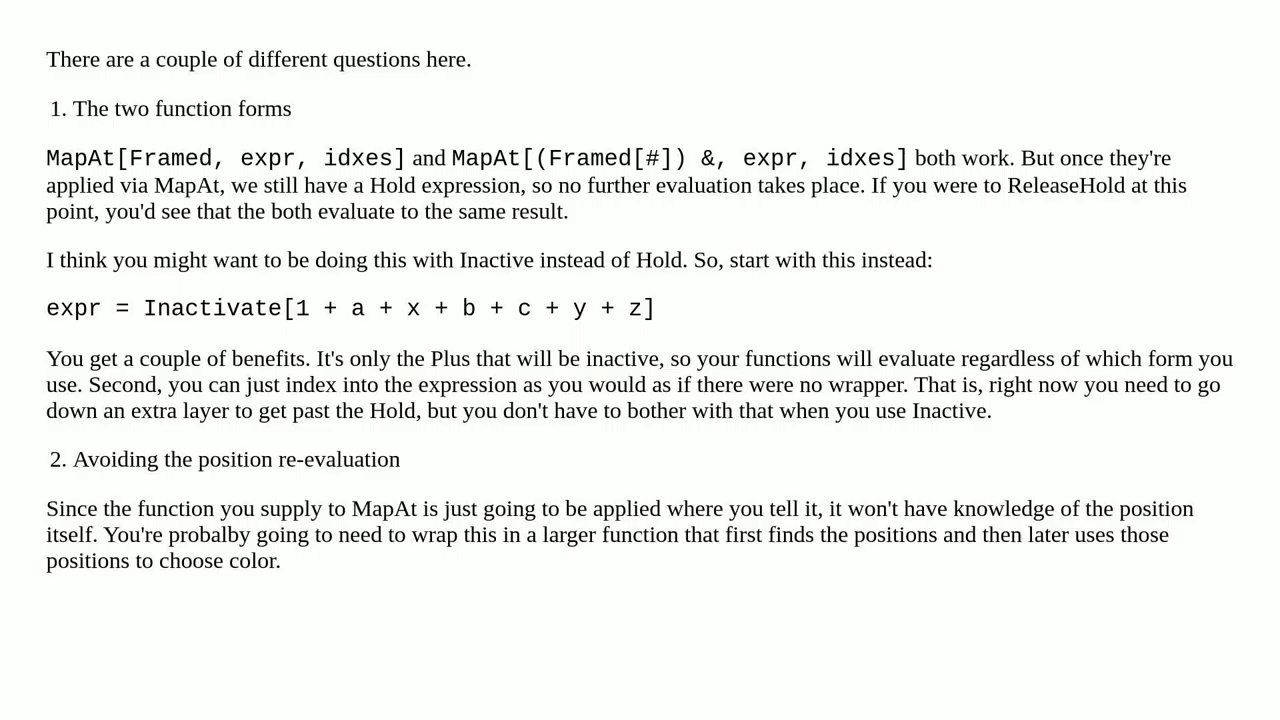 There are a couple of different questions here.
1. The two function forms
MapAt[Framed, expr, idxes] and MapAt[(Framed[#]) &, expr, idxes] both work. But once they're
applied via MapAt, we still have a Hold expression, so no further evaluation takes place. If you were to ReleaseHold at this
point, you'd see that the both evaluate to the same result.
I think you might want to be doing this with Inactive instead of Hold. So, start with this instead:
expr = Inactivate[1 + a + x + b + c + y + z]
You get a couple of benefits. It's only the Plus that will be inactive, so your functions will evaluate regardless of which form you
use. Second, you can just index into the expression as you would as if there were no wrapper. That is, right now you need to go
down an extra layer to get past the Hold, but you don't have to bother with that when you use Inactive.
2. Avoiding the position re-evaluation
Since the function you supply to MapAt is just going to be applied where you tell it, it won't have knowledge of the position
itself. You're probalby going to need to wrap this in a larger function that first finds the positions and then later uses those
positions to choose color.